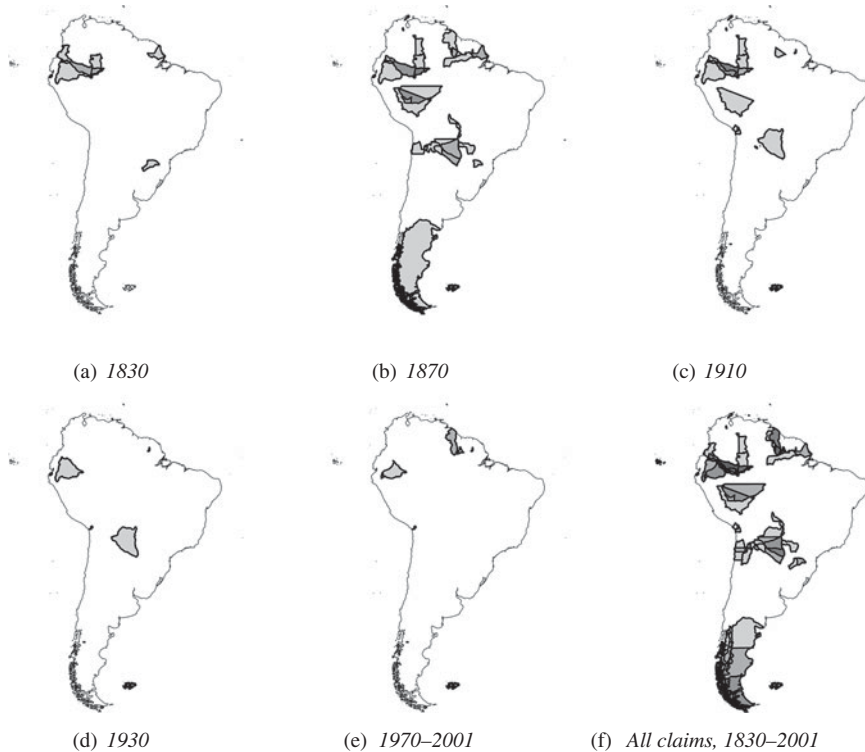 (a) 1830
(b) 1870
(c) 1910
(d) 1930
(e) 1970–2001
(f) All claims, 1830–2001